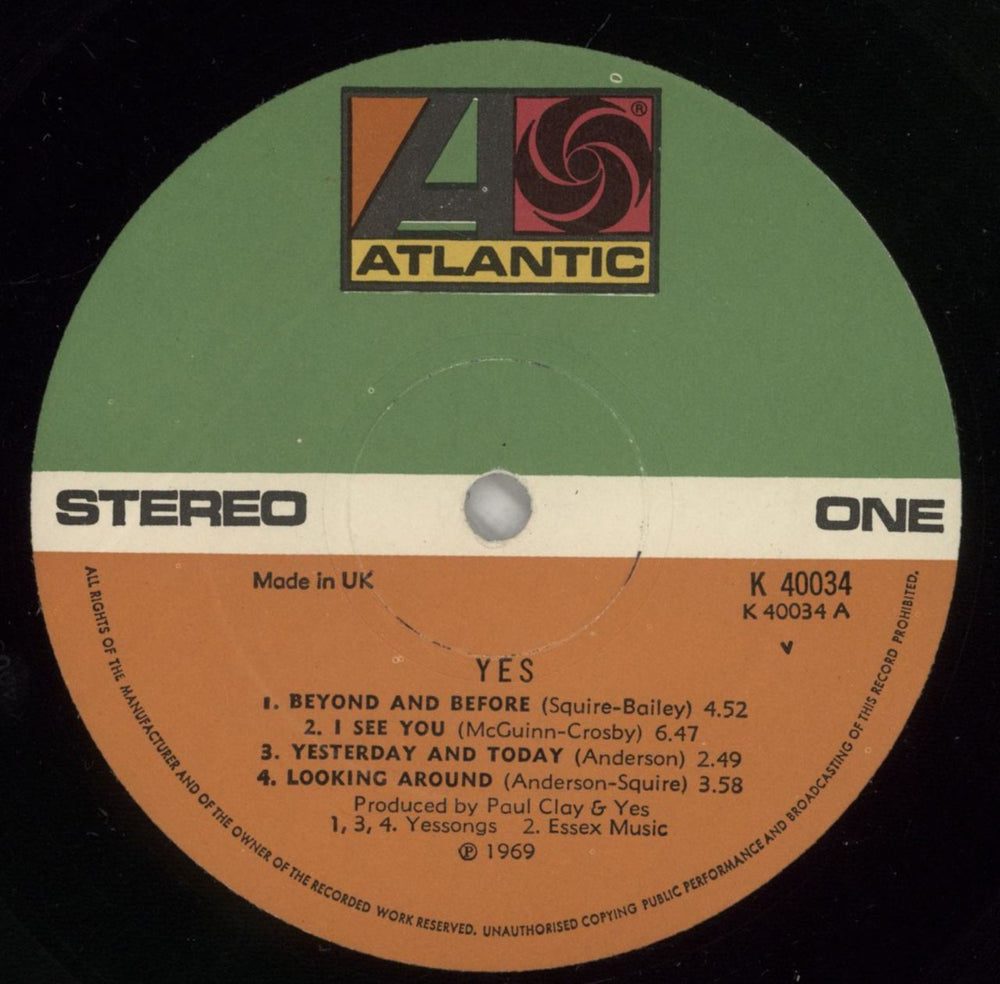 ®
ATLANTIC
STEREO
ONE
Made in UK
K 40034
K 40034 A
YES
1. BEYOND AND BEFORE (Squire-Bailey) 4.52
2. I SEE YOU (McGuinn-Crosby) 6.47
3. YESTERDAY AND TODAY (Anderson) 2.49
4. LOOKING AROUND (Anderson-Squire) 3.58
Produced by Paul Clay & Yes
1, 3, 4. Yessongs 2. Essex Music
℗ 1969
ALL RIGHTS OF THE MANUFACTURER AND OF THE OWNER OF THE RECORDED WORK RESERVED. UNAUTHORISED COPYING PUBLIC PERFORMANCE AND BROADCASTING OF THIS RECORD PROHIBITED.